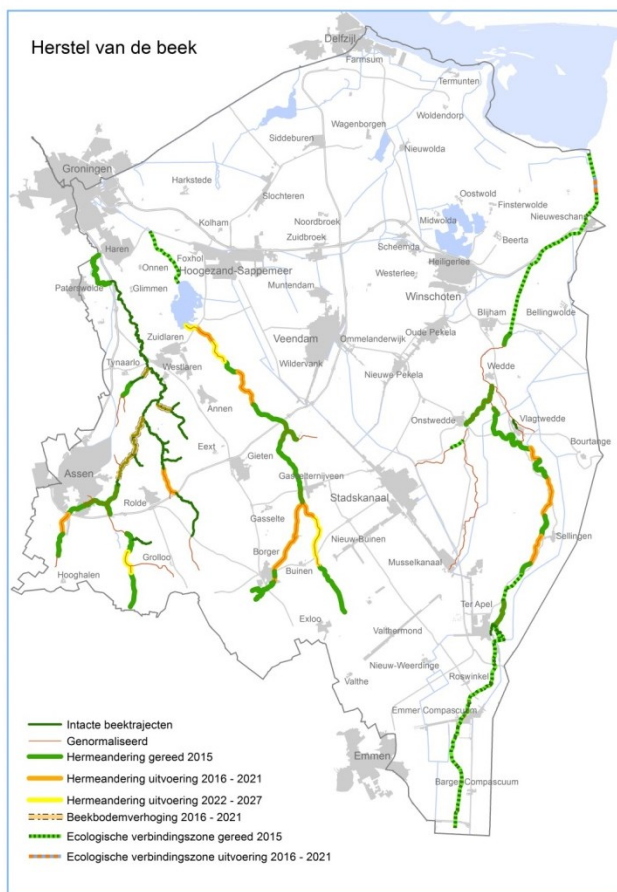 Herstel van de beek
Delfzijl
Farmsum
Termunten
Woldendorp
Wagenborgen
Siddeburen
Nieuwolda
Groningen
Harkstede
Slochteren
Oostwold
Finsterwolde
Kolham
Noordbroek
Midwolda
Nieuweschans
Haren
Foxhol
Zuidbroek
Scheemda
Beerta
Onnen
Hoogezand-Sappemeer
Heiligerlee
Paterswolde
Glimmen
Muntendam
Westerlee
Winschoten
Zuidlaren
Veendam
Ommelanderwijk
Oude Pekela
Blijham
Bellingwolde
Tynaarlo
Westlaren
Wildervank
Nieuwe Pekela
Wedde
Annen
Onstwedde
Vlagtwedde
Eext
Gieten
Bourtange
Assen
Gasselternijveen
Stadskanaal
Rolde
Gasselte
Sellingen
Grolloo
Borger
Nieuw-Buinen
Hooghalen
Buinen
Musselkanaal
Exloo
Ter Apel
Valthermond
Valthe
Nieuw-Weerdinge
Roswinkel
Emmer Compascuum
Emmen
Barger Compascuum
Intacte beektrajecten
Genormaliseerd
Hermeandering gereed 2015
Hermeandering uitvoering 2016 - 2021
Hermeandering uitvoering 2022 - 2027
Beekbodemverhoging 2016 - 2021
Ecologische verbindingszone gereed 2015
Ecologische verbindingszone uitvoering 2016 - 2021